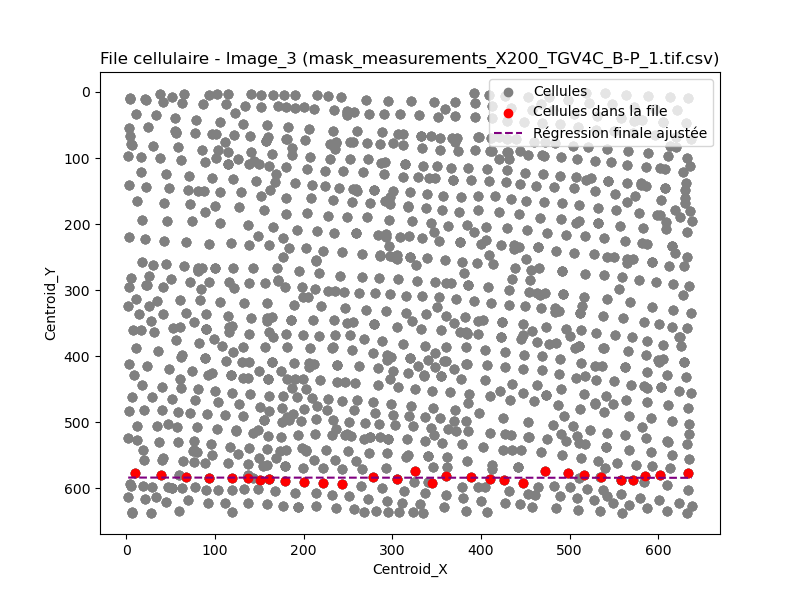 File cellulaire - Image_3 (mask_measurements_X200_TGV4C_B-P_1.tif.csv)
Cellules
Cellules dans la file
Régression finale ajustée
0
100
200
300
400
500
600
Centroid_Y
0 100 200 300 400 500 600
Centroid_X